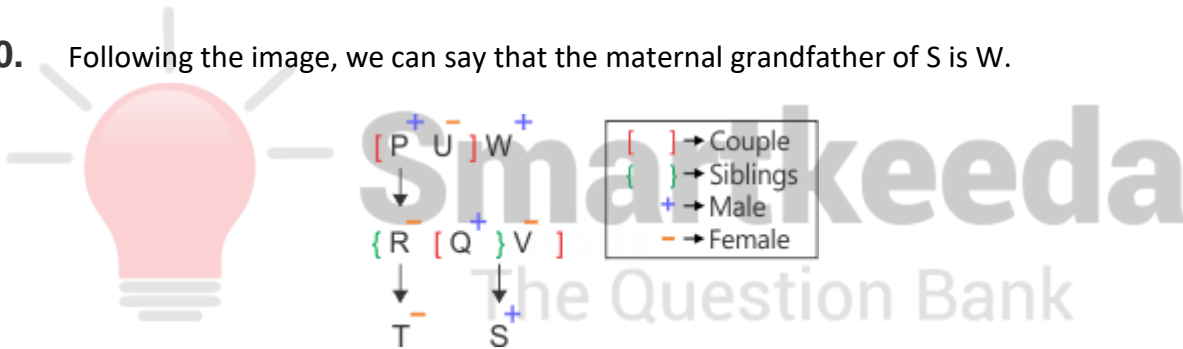 0. Following the image, we can say that the maternal grandfather of S is W.
Smartkeeda
The Question Bank
[ P+ U− ] W+
{ R− [ Q+ } V− ]
T− S+
[ ] → Couple
{ } → Siblings
+ → Male
− → Female